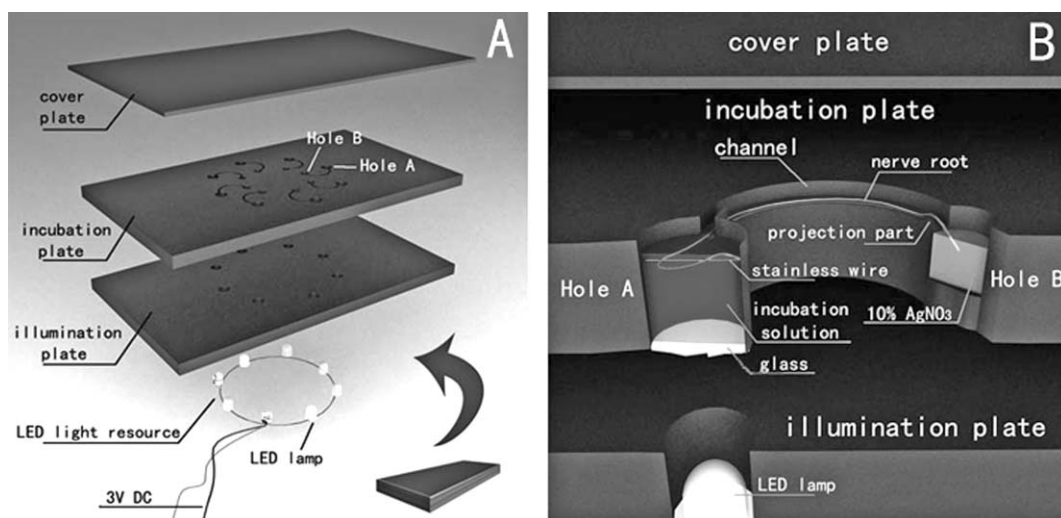 A
cover
plate
Hole B
Hole A
incubation
plate
illumination
plate
LED light resource
LED lamp
3V DC
B
cover plate
incubation plate
channel
nerve root
projection part
stainless wire
Hole A
Hole B
incubation
solution
10% AgNO₃
glass
illumination plate
LED lamp